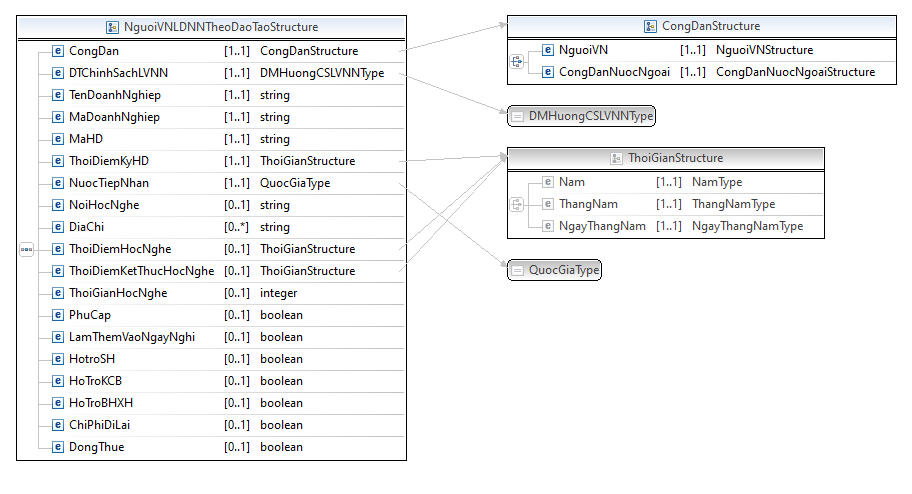 NguoiVNLDNNTheoDaoTaoStructure
CongDan [1..1] CongDanStructure
DTChinhSachLVNN [1..1] DMHuongCSLVNNType
TenDoanhNghiep [1..1] string
MaDoanhNghiep [1..1] string
MaHD [1..1] string
ThoiDiemKyHD [1..1] ThoiGianStructure
NuocTiepNhan [1..1] QuocGiaType
NoiHocNghe [0..1] string
DiaChi [0..*] string
ThoiDiemHocNghe [0..1] ThoiGianStructure
ThoiDiemKetThucHocNghe [0..1] ThoiGianStructure
ThoiGianHocNghe [0..1] integer
PhuCap [0..1] boolean
LamThemVaoNgayNghi [0..1] boolean
HotroSH [0..1] boolean
HoTroKCB [0..1] boolean
HoTroBHXH [0..1] boolean
ChiPhiDiLai [0..1] boolean
DongThue [0..1] boolean
CongDanStructure
NguoiVN [1..1] NguoiVNStructure
CongDanNuocNgoai [1..1] CongDanNuocNgoaiStructure
DMHuongCSLVNNType
ThoiGianStructure
Nam [1..1] NamType
ThangNam [1..1] ThangNamType
NgayThangNam [1..1] NgayThangNamType
QuocGiaType